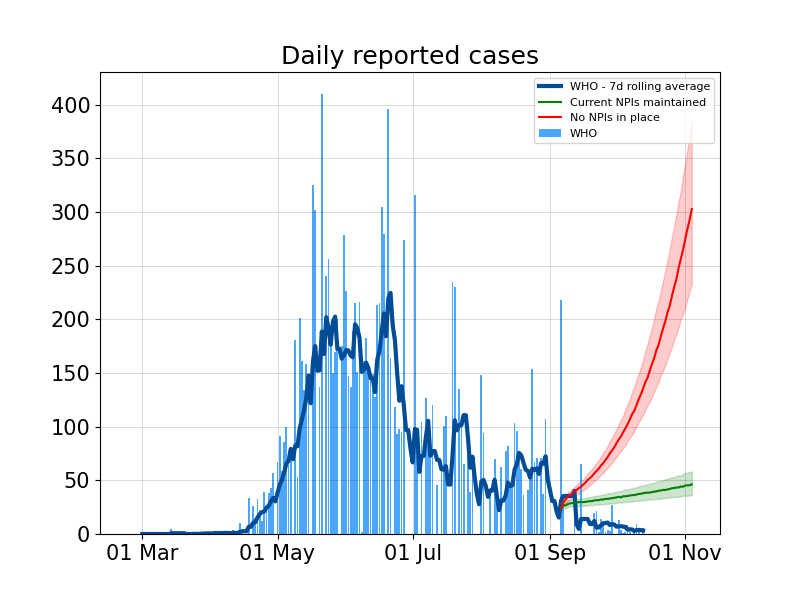 Daily reported cases
WHO - 7d rolling average
Current NPIs maintained
No NPIs in place
WHO
400
350
300
250
200
150
100
50
0
01 Mar
01 May
01 Jul
01 Sep
01 Nov